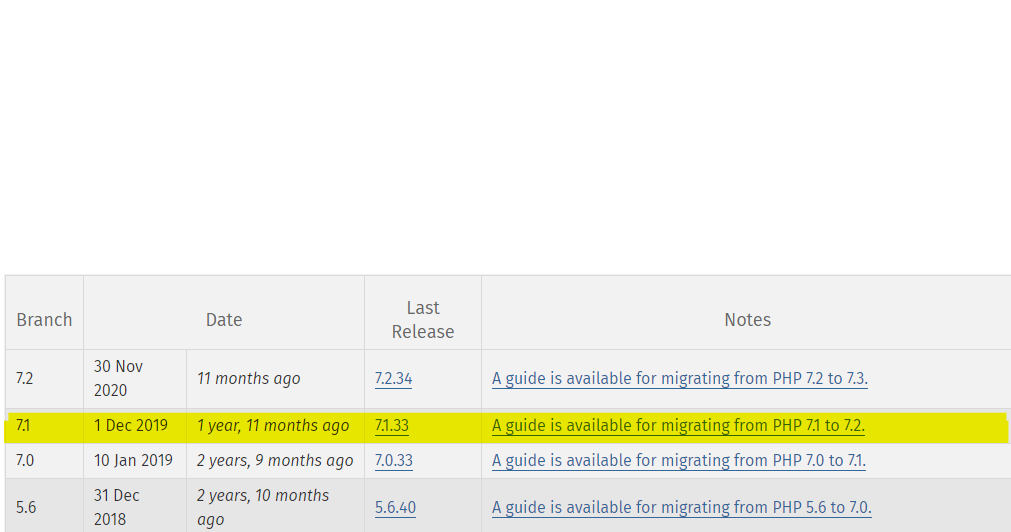 Branch Date Last Release Notes
7.2 30 Nov 2020 11 months ago 7.2.34 A guide is available for migrating from PHP 7.2 to 7.3.
7.1 1 Dec 2019 1 year, 11 months ago 7.1.33 A guide is available for migrating from PHP 7.1 to 7.2.
7.0 10 Jan 2019 2 years, 9 months ago 7.0.33 A guide is available for migrating from PHP 7.0 to 7.1.
5.6 31 Dec 2018 2 years, 10 months ago 5.6.40 A guide is available for migrating from PHP 5.6 to 7.0.